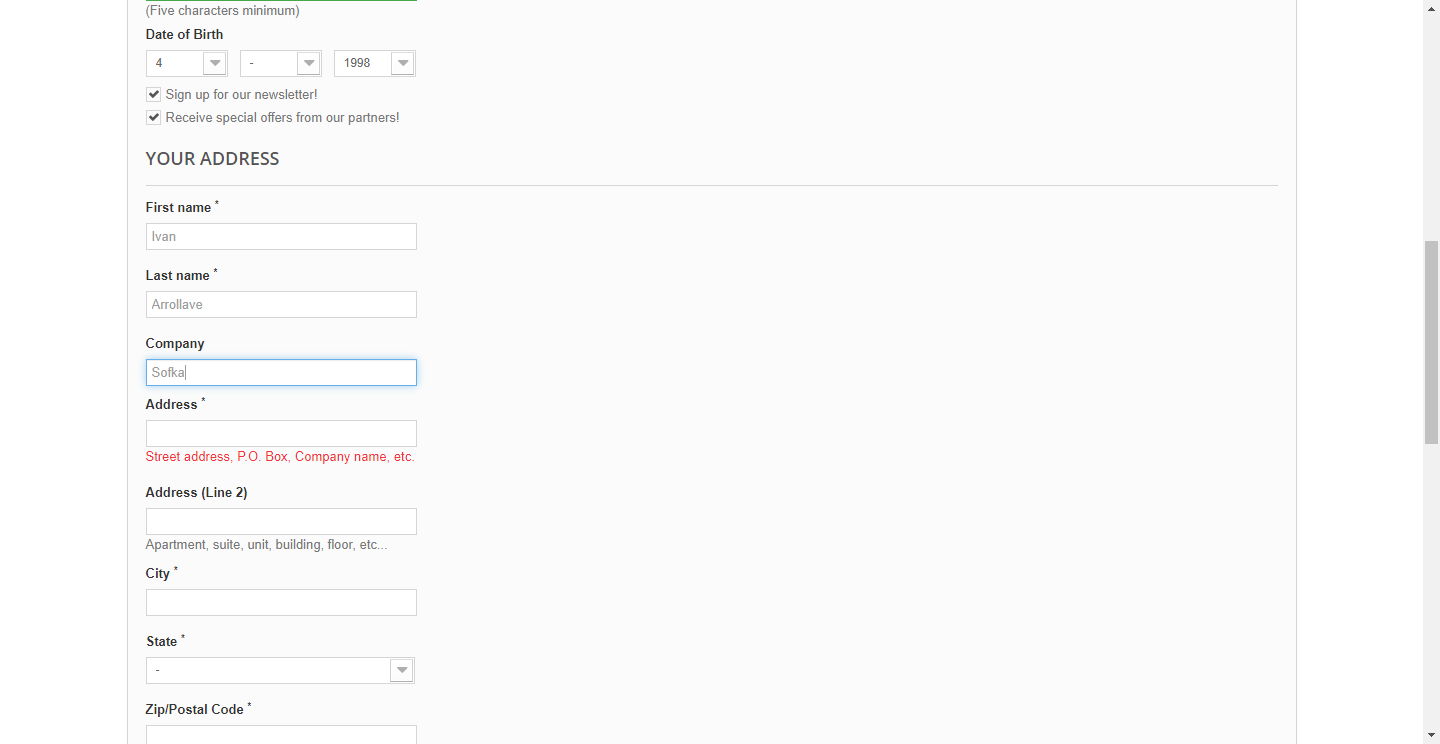 (Five characters minimum)
Date of Birth
4 - 1998
Sign up for our newsletter!
Receive special offers from our partners!
YOUR ADDRESS
First name *
Ivan
Last name *
Arrollave
Company
Sofka
Address *
Street address, P.O. Box, Company name, etc.
Address (Line 2)
Apartment, suite, unit, building, floor, etc...
City *
State *
-
Zip/Postal Code *